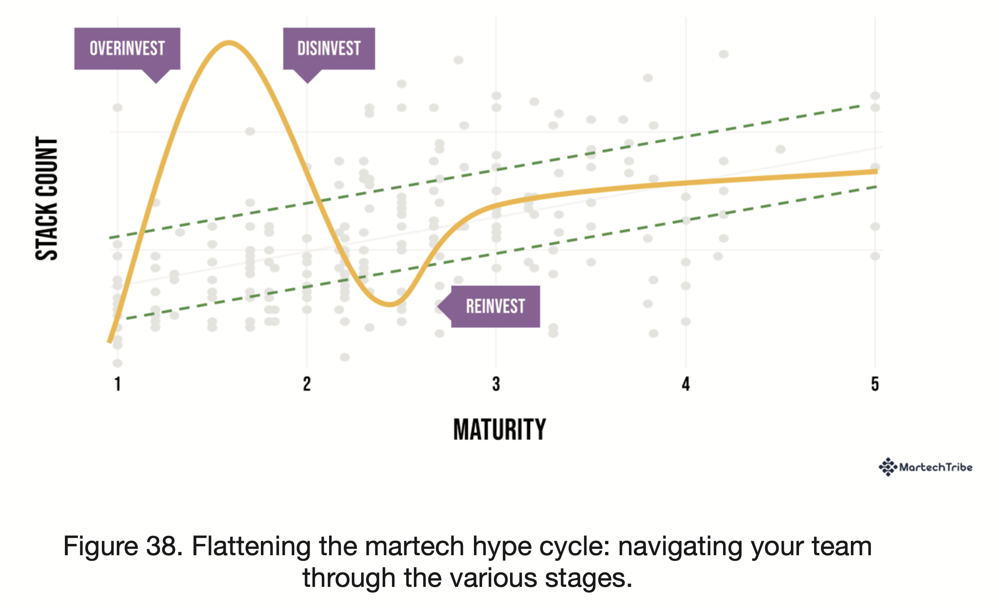 OVERINVEST
DISINVEST
STACK COUNT
REINVEST
1 2 3 4 5
MATURITY
MartechTribe
Figure 38. Flattening the martech hype cycle: navigating your team
through the various stages.